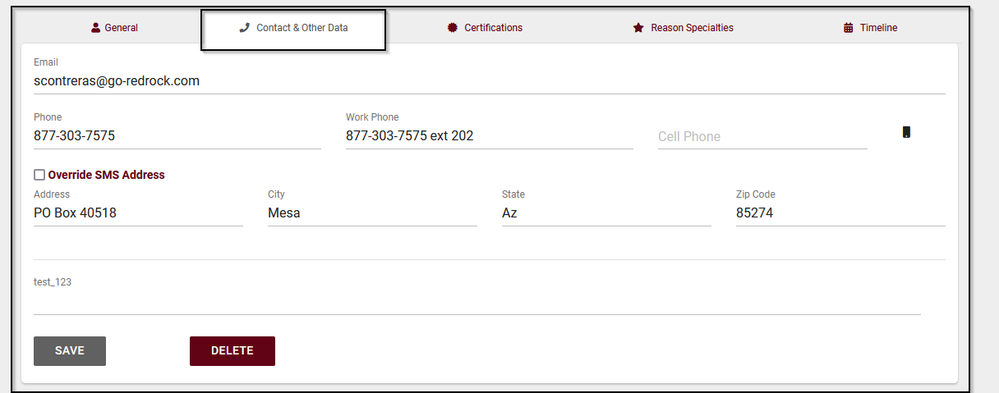 General
Contact & Other Data
Certifications
Reason Specialties
Timeline
Email
scontreras@go-redrock.com
Phone
Work Phone
877-303-7575
877-303-7575 ext 202
Cell Phone
Override SMS Address
Address
City
State
Zip Code
PO Box 40518
Mesa
Az
85274
test_123
SAVE
DELETE